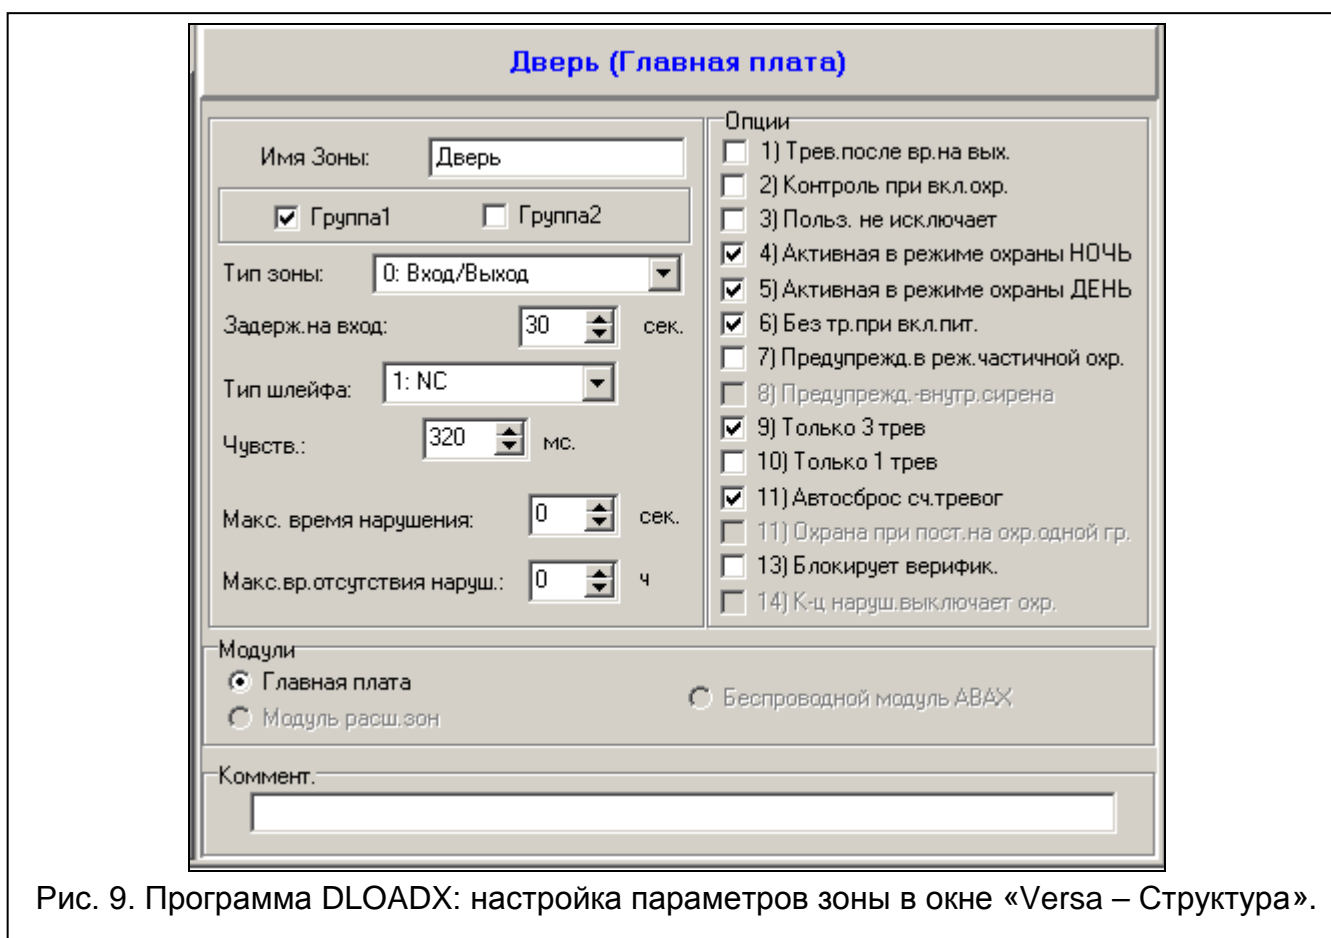 Дверь (Главная плата)
Имя Зоны: Дверь
Группа1 Группа2
Тип зоны: 0: Вход/Выход
Задерж.на вход: 30 сек.
Тип шлейфа: 1: NC
Чувств.: 320 мс.
Макс. время нарушения: 0 сек.
Макс.вр.отсутствия наруш.: 0 ч
Опции
1) Трев.после вр.на вых.
2) Контроль при вкл.охр.
3) Польз. не исключает
4) Активная в режиме охраны НОЧЬ
5) Активная в режиме охраны ДЕНЬ
6) Без тр.при вкл.пит.
7) Предупрежд.в реж.частичной охр.
8) Предупрежд.-внутр.сирена
9) Только 3 трев
10) Только 1 трев
11) Автосброс сч.тревог
11) Охрана при пост.на охр.одной гр.
13) Блокирует верифик.
14) К-ц наруш.выключает охр.
Модули
Главная плата
Модуль расш.зон
Беспроводной модуль ABAX
Коммент.
Рис. 9. Программа DLOADX: настройка параметров зоны в окне «Versa – Структура».